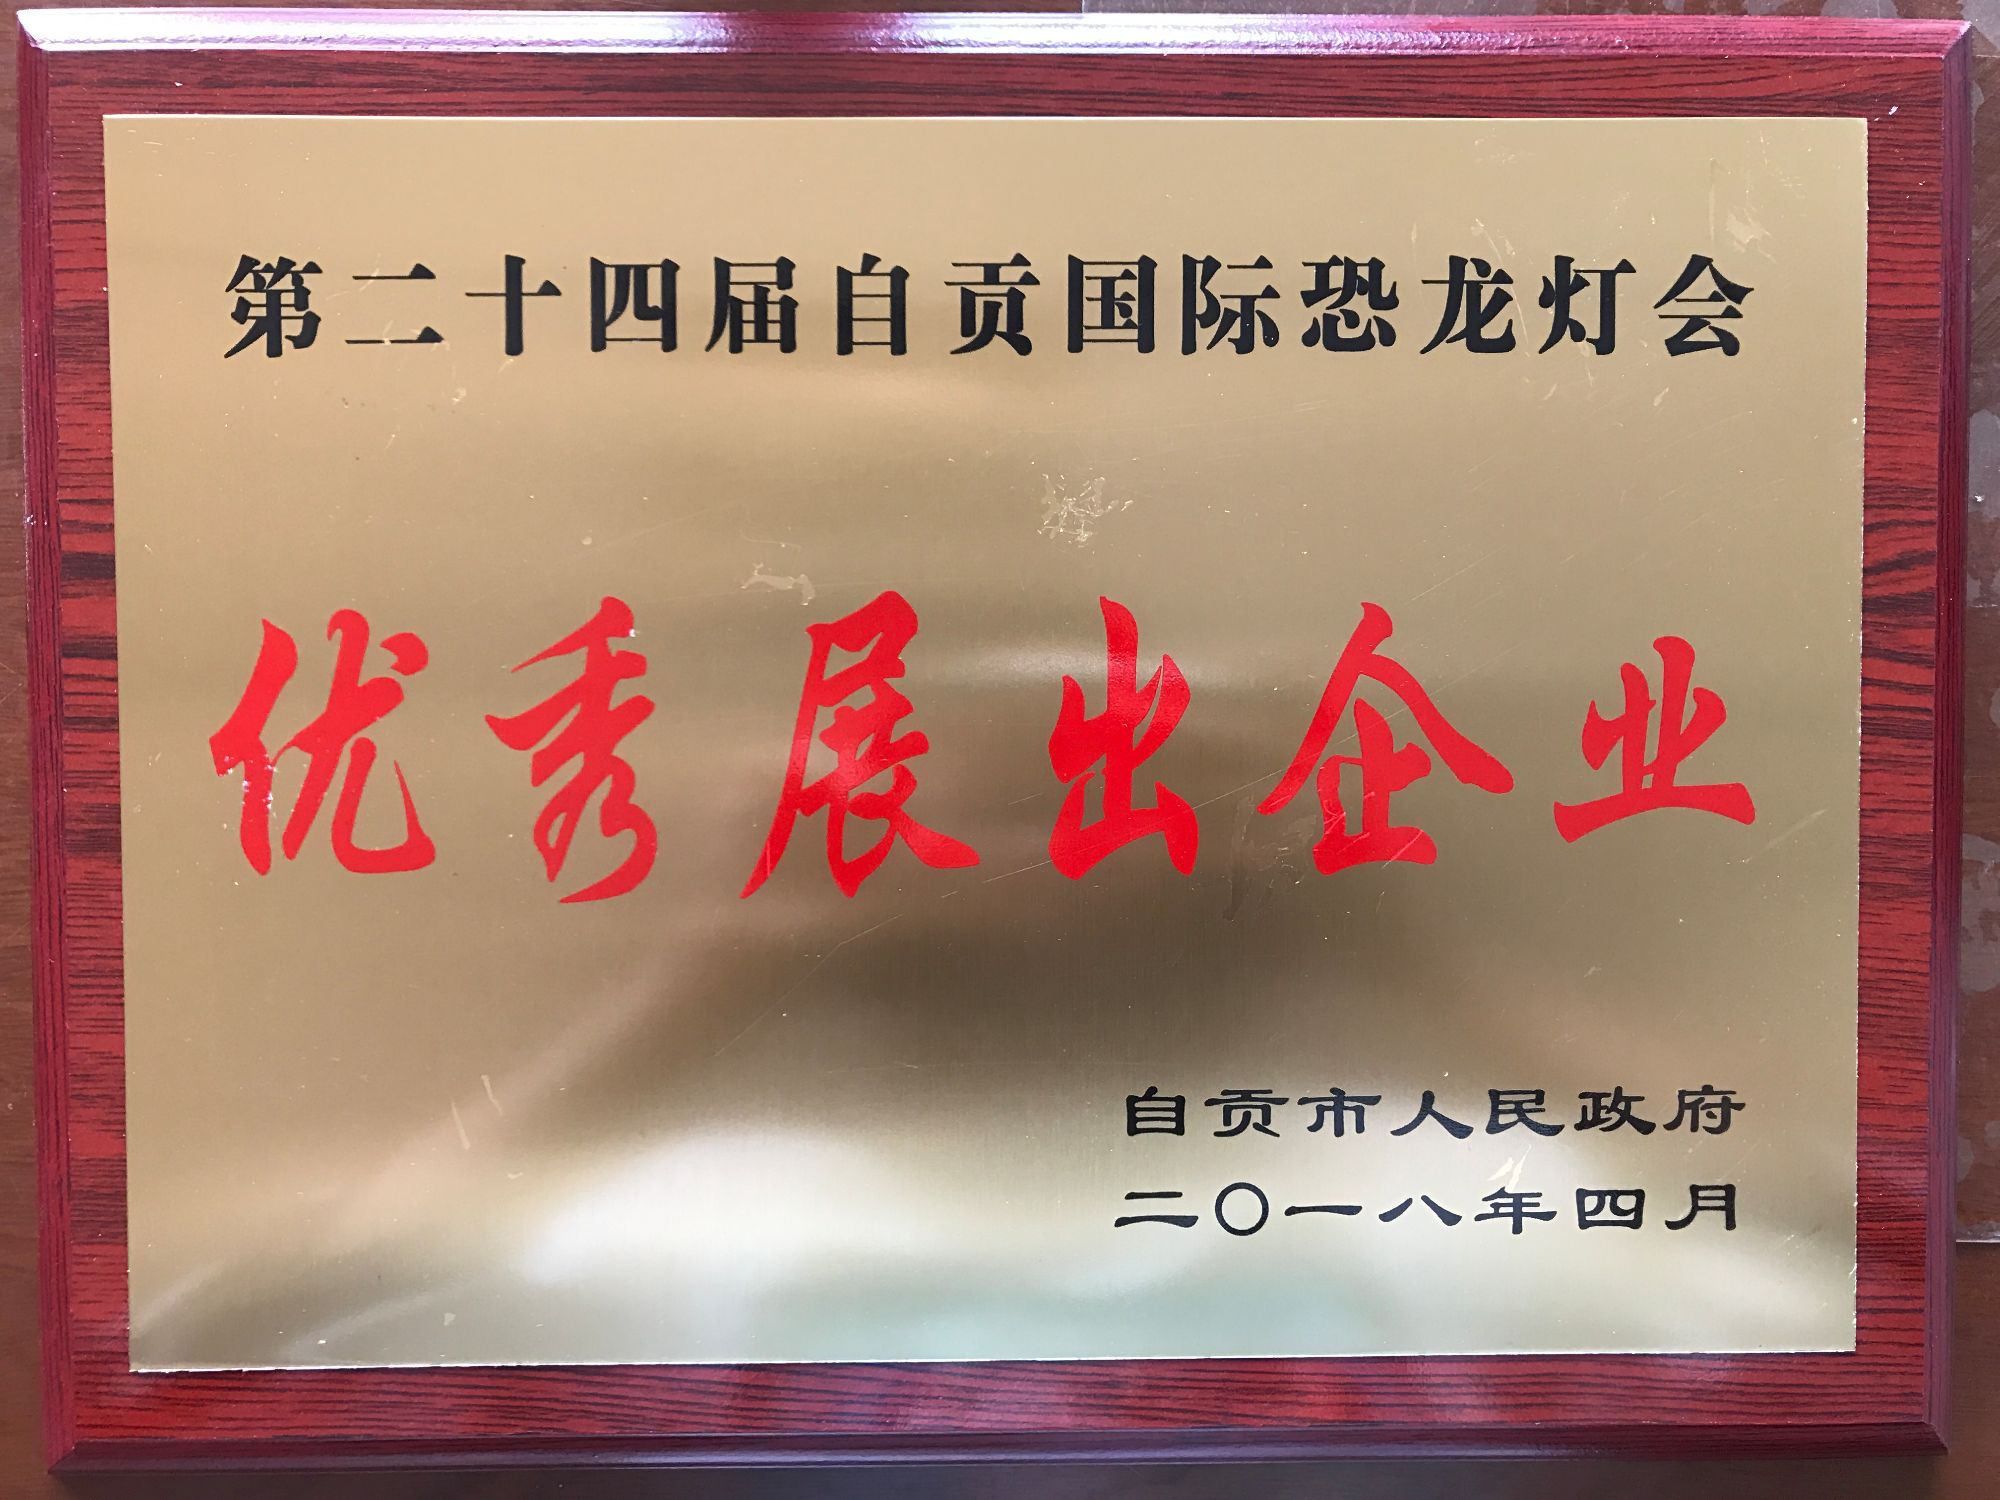 第二十四届自贡国际恐龙灯会
优秀展出企业
自贡市人民政府
二〇一八年四月